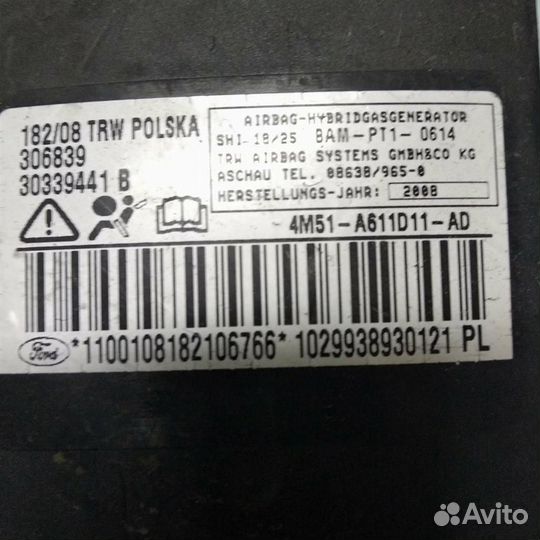 182/08 TRW POLSKA
306839
30339441 B
AIRBAG-HYBRIDGASGENERATOR
SHI 18/25 BAM-PT1-0614
TRW AIRBAG SYSTEMS GMBH&CO KG
ASCHAU TEL. 08638/965-0
HERSTELLUNGS-JAHR: 2008
4M51-A611D11-AD
Ford
*1100108182106766* 1029938930121 PL
Avito